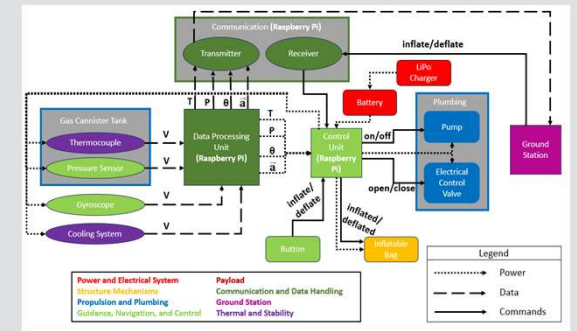 Communication (Raspberry Pi)
Transmitter
Receiver
inflate/deflate
LiPo
Charger
Battery
T P θ a
Gas Cannister Tank
Thermocouple
Pressure Sensor
V
V
Data Processing
Unit
(Raspberry Pi)
T
P
θ
a
Control
Unit
(Raspberry
Pi)
on/off
open/close
Plumbing
Pump
Electrical
Control
Valve
Ground
Station
Gyroscope
V
Cooling System
V
inflate/
deflate
Button
inflated/
deflated
Inflatable
Bag
Legend
Power
Data
Commands
Power and Electrical System
Structure Mechanisms
Propulsion and Plumbing
Guidance, Navigation, and Control
Payload
Communication and Data Handling
Ground Station
Thermal and Stability